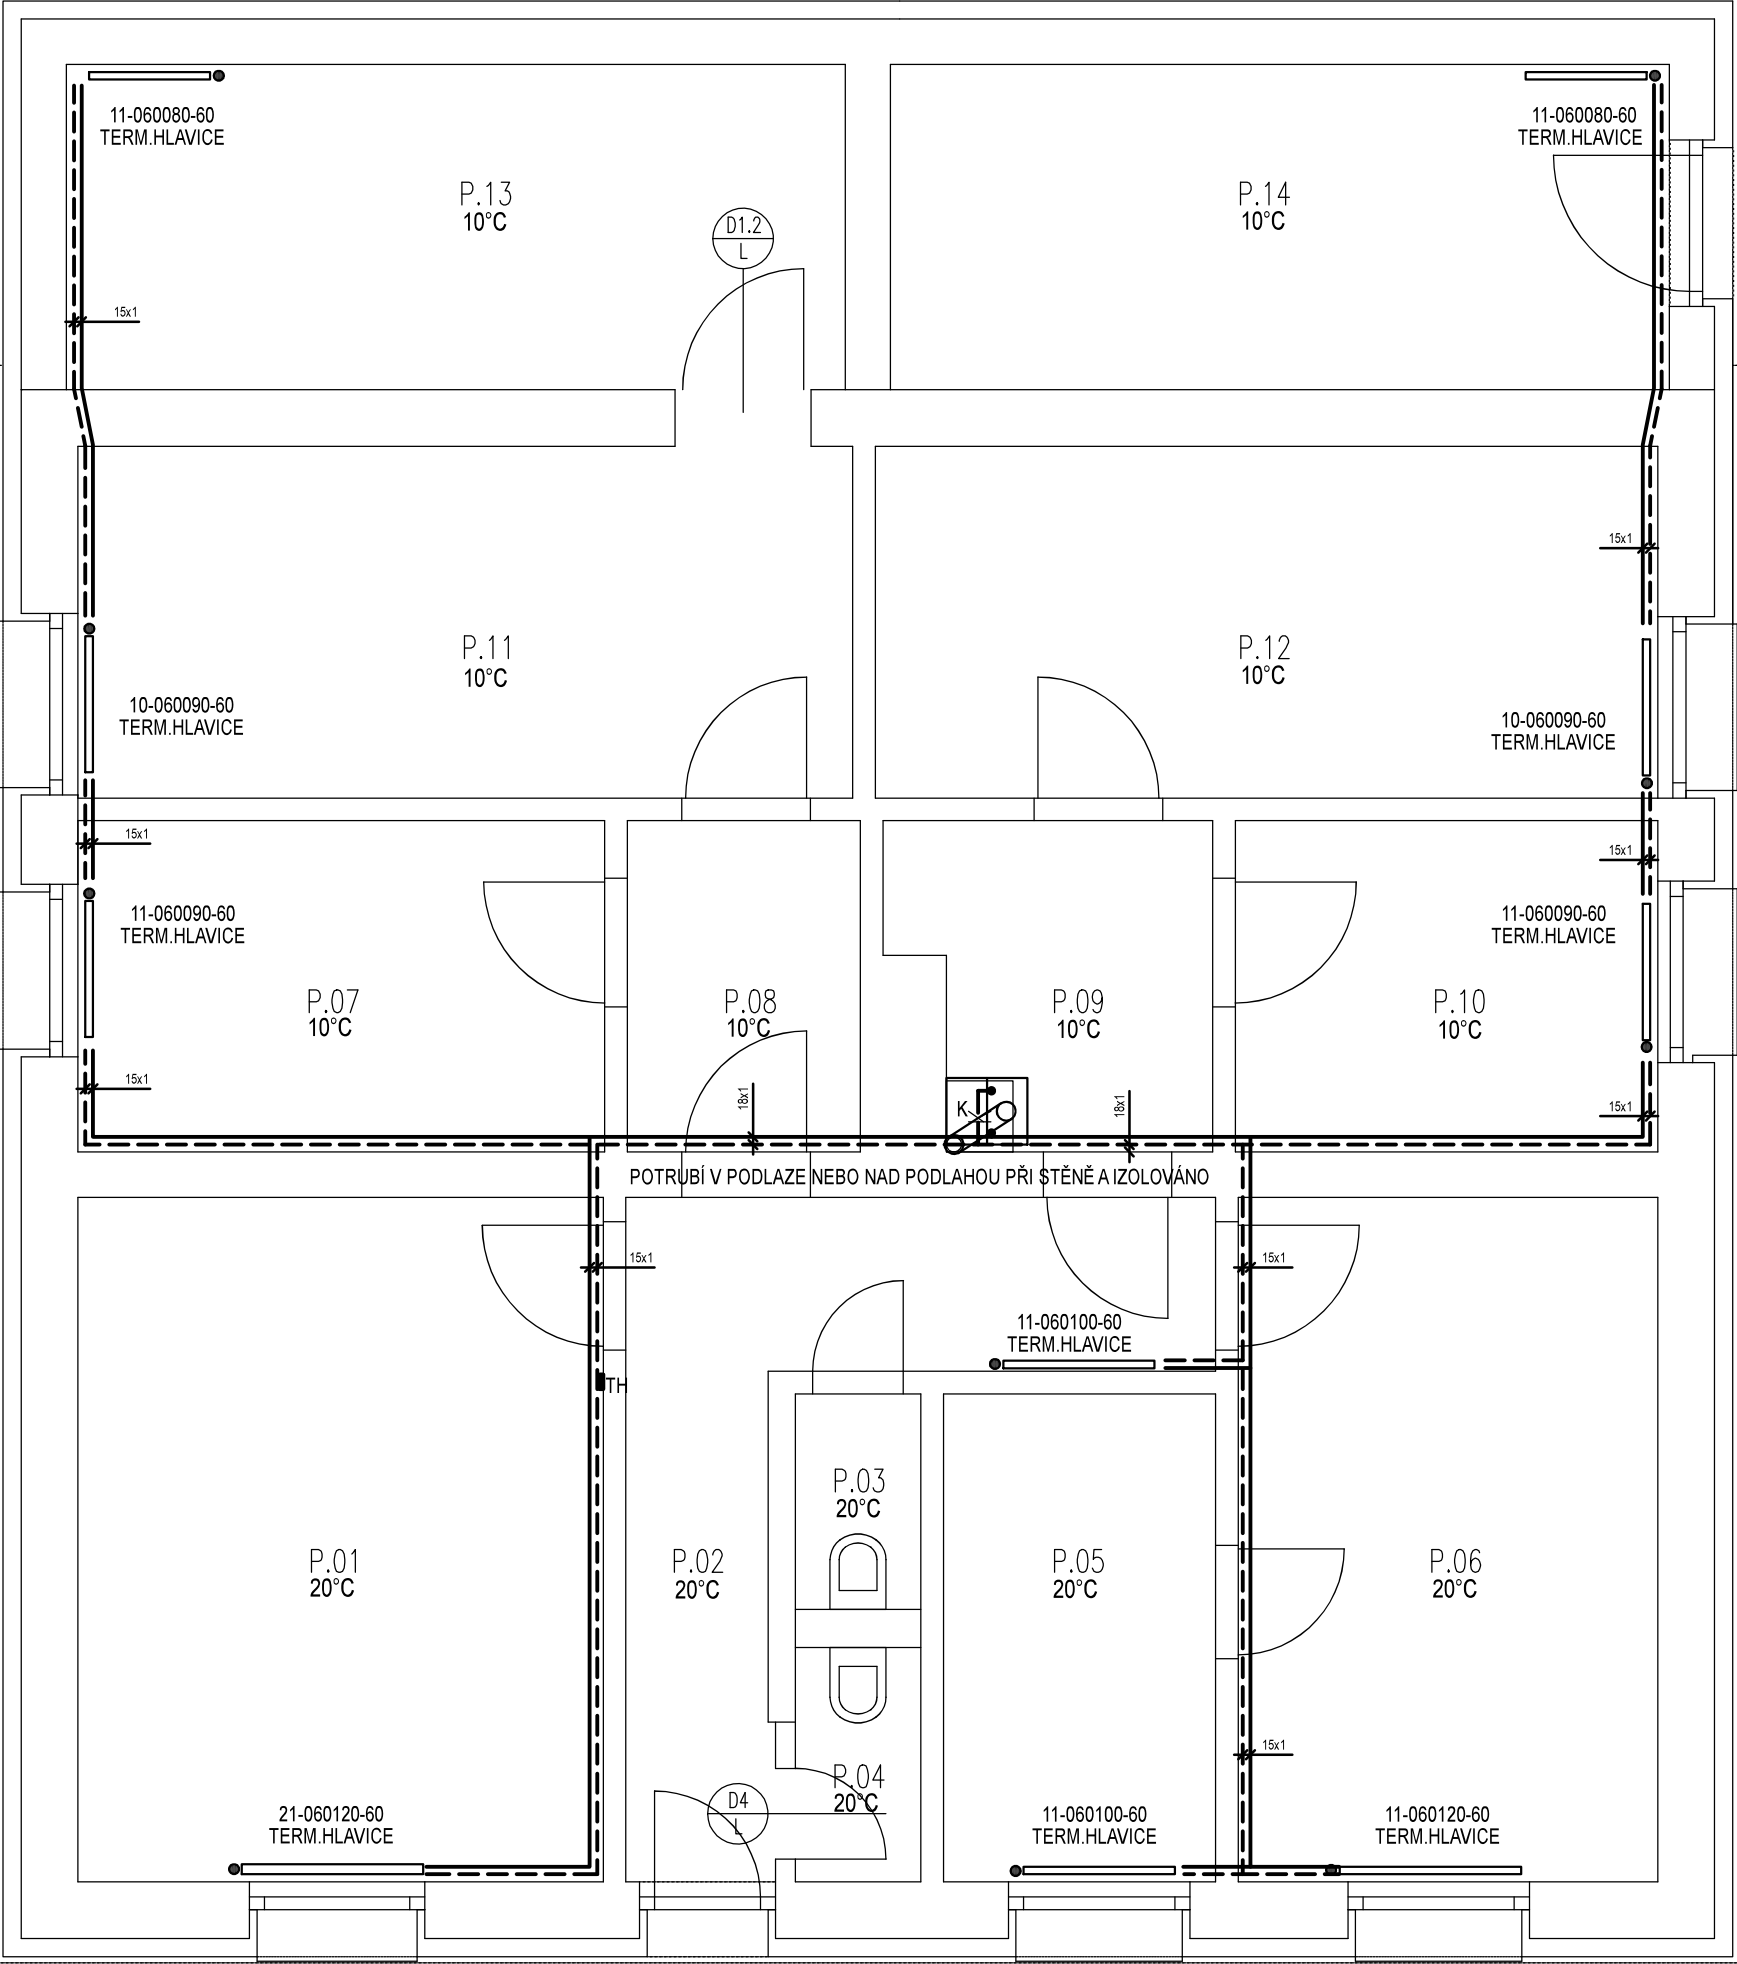 11-060080-60
TERM.HLAVICE
11-060080-60
TERM.HLAVICE
P.13
10°C
P.14
10°C
D1.2
L
15x1
15x1
P.11
10°C
P.12
10°C
10-060090-60
TERM.HLAVICE
10-060090-60
TERM.HLAVICE
15x1
15x1
11-060090-60
TERM.HLAVICE
11-060090-60
TERM.HLAVICE
P.07
10°C
P.08
10°C
P.09
10°C
P.10
10°C
15x1
18x1
K
18x1
15x1
POTRUBÍ V PODLAZE NEBO NAD PODLAHOU PŘI STĚNĚ A IZOLOVÁNO
15x1
15x1
11-060100-60
TERM.HLAVICE
TH
P.03
20°C
P.01
20°C
P.02
20°C
P.05
20°C
P.06
20°C
15x1
P.04
20°C
D4
L
21-060120-60
TERM.HLAVICE
11-060100-60
TERM.HLAVICE
11-060120-60
TERM.HLAVICE